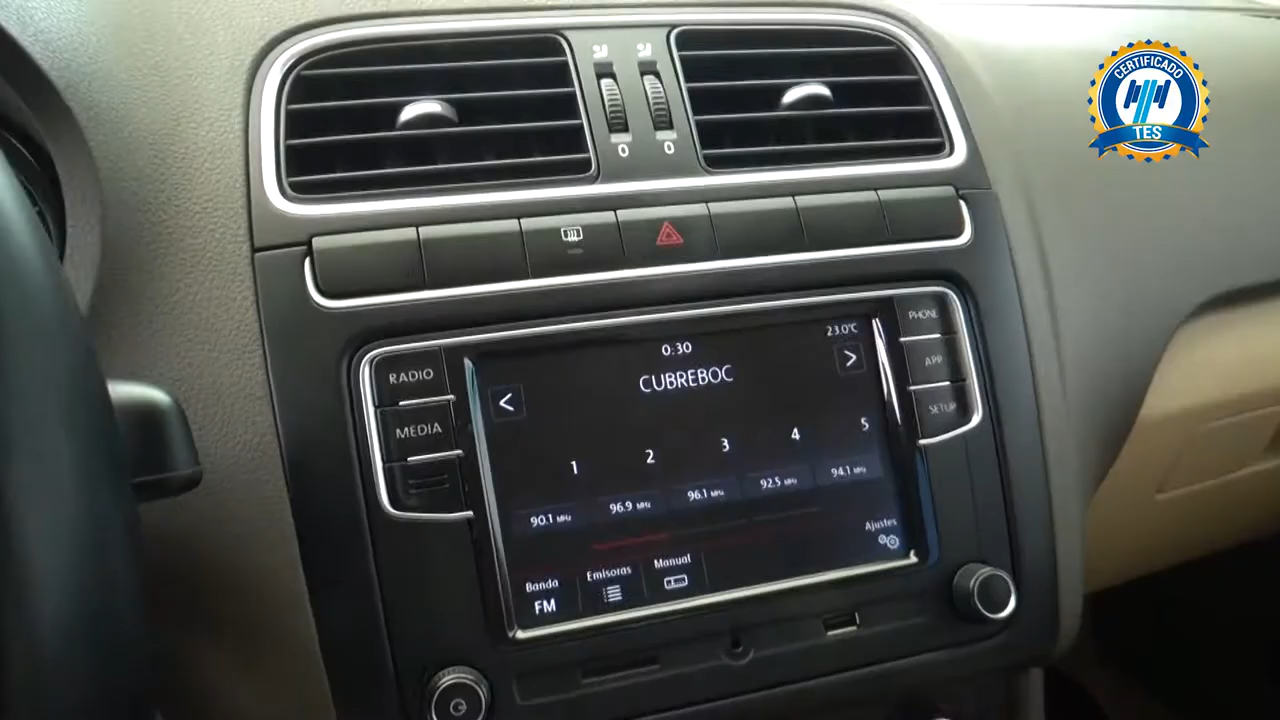 CERTIFICADO
TES
0 0
RADIO
MEDIA
PHONE
APP
SETUP
0:30
23.0°C
<
CUBREBOC
>
1 2 3 4 5
90.1 MHz 96.9 MHz 96.1 MHz 92.5 MHz 94.1 MHz
Banda
FM
Emisoras
Manual
Ajustes